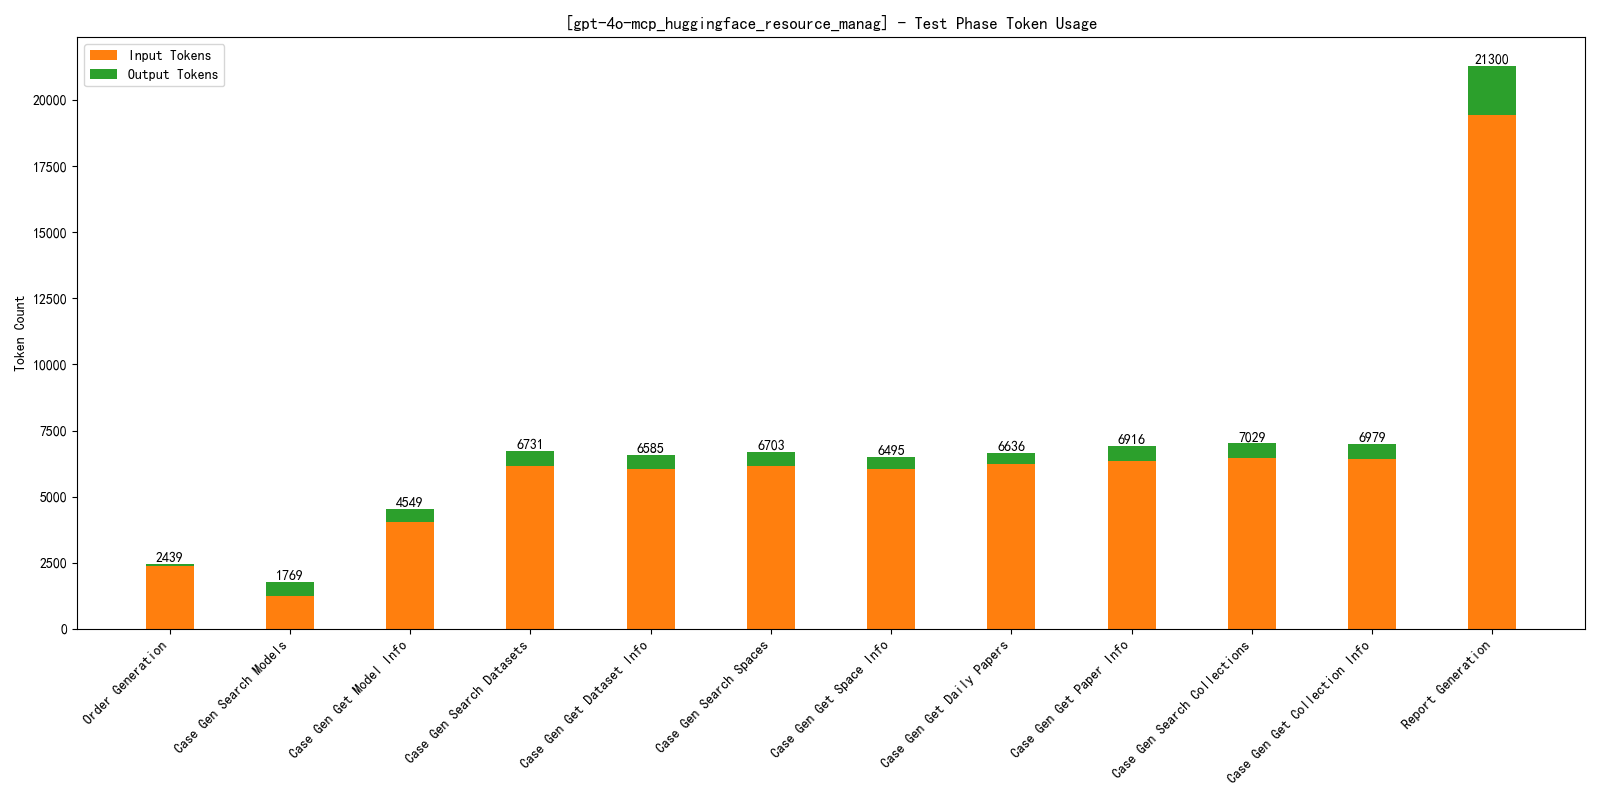 [gpt-4o-mcp_huggingface_resource_manag] - Test Phase Token Usage
Input Tokens
Output Tokens
Token Count
20000
17500
15000
12500
10000
7500
5000
2500
0
2439
1769
4549
6731
6585
6703
6495
6636
6916
7029
6979
21300
Order Generation
Case Gen Search Models
Case Gen Get Model Info
Case Gen Search Datasets
Case Gen Get Dataset Info
Case Gen Search Spaces
Case Gen Get Space Info
Case Gen Get Daily Papers
Case Gen Get Paper Info
Case Gen Search Collections
Case Gen Get Collection Info
Report Generation